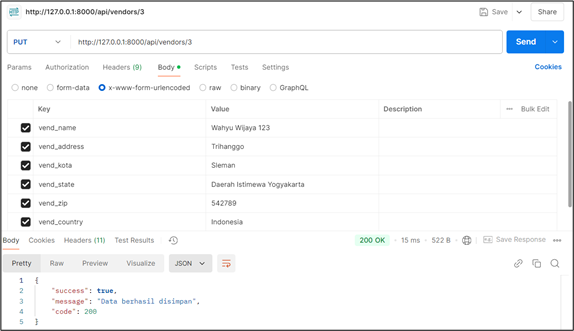 http://127.0.0.1:8000/api/vendors/3 Save Share
PUT http://127.0.0.1:8000/api/vendors/3 Send
Params Authorization Headers (9) Body Scripts Tests Settings Cookies
none form-data x-www-form-urlencoded raw binary GraphQL
Key Value Description ... Bulk Edit
vend_name Wahyu Wijaya 123
vend_address Trihanggo
vend_kota Sleman
vend_state Daerah Istimewa Yogyakarta
vend_zip 542789
vend_country Indonesia
Body Cookies Headers (11) Test Results 200 OK 15 ms 522 B Save Response ...
Pretty Raw Preview Visualize JSON
1 {
2 "success": true,
3 "message": "Data berhasil disimpan",
4 "code": 200
5 }